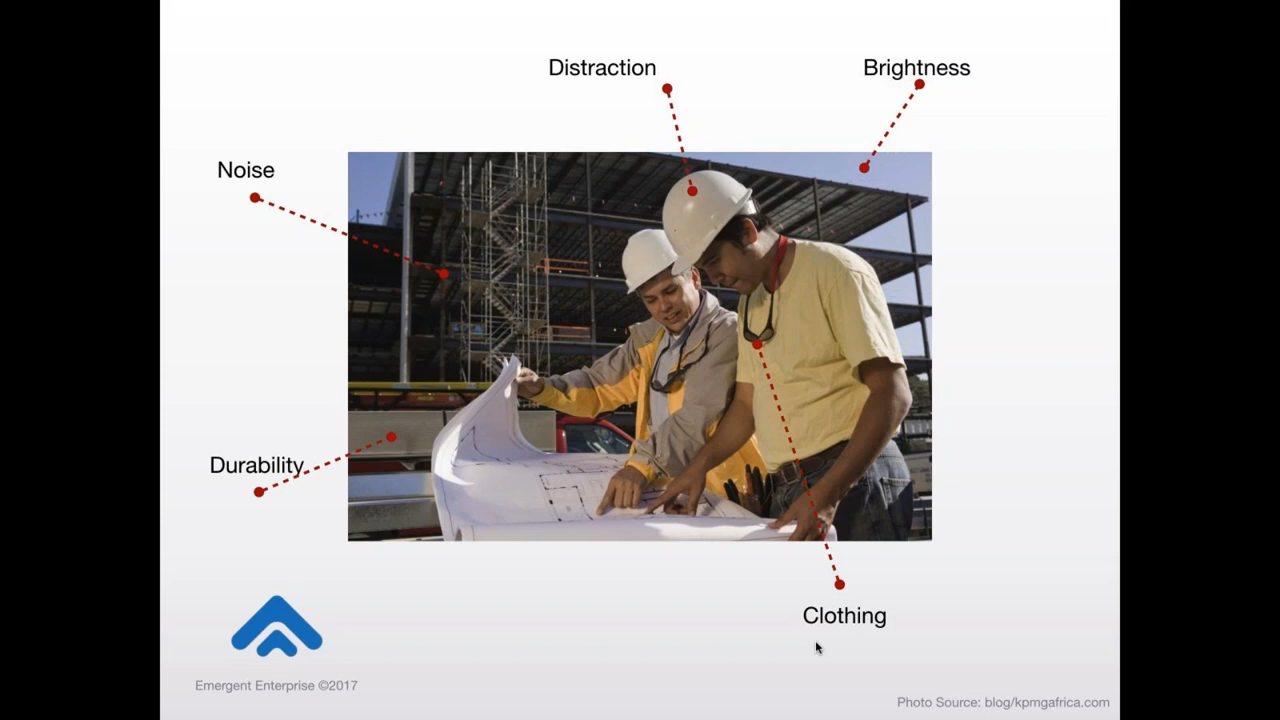 Distraction
Brightness
Noise
Durability
Clothing
Emergent Enterprise ©2017
Photo Source: blog/kpmgafrica.com